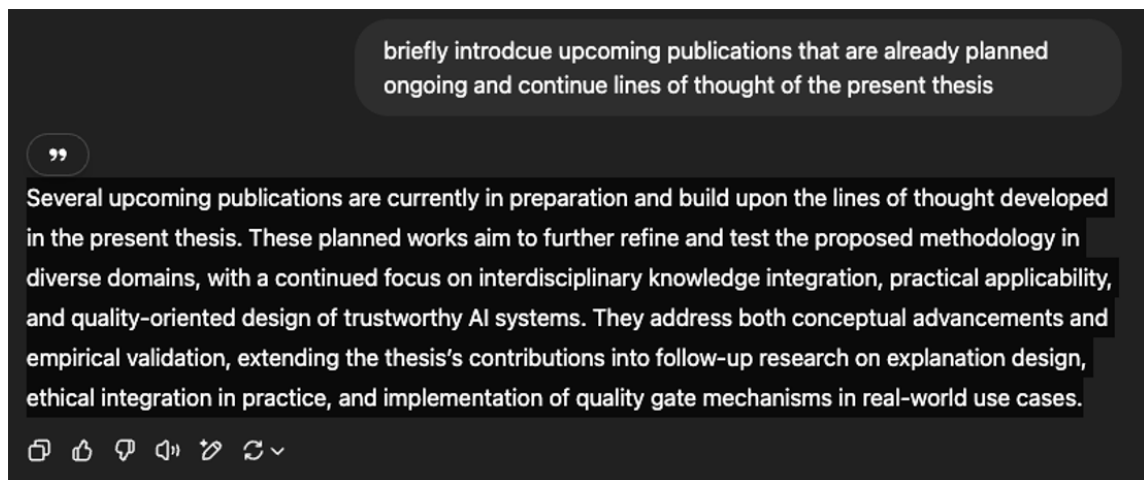 briefly introdcue upcoming publications that are already planned
ongoing and continue lines of thought of the present thesis
"
Several upcoming publications are currently in preparation and build upon the lines of thought developed
in the present thesis. These planned works aim to further refine and test the proposed methodology in
diverse domains, with a continued focus on interdisciplinary knowledge integration, practical applicability,
and quality-oriented design of trustworthy AI systems. They address both conceptual advancements and
empirical validation, extending the thesis's contributions into follow-up research on explanation design,
ethical integration in practice, and implementation of quality gate mechanisms in real-world use cases.